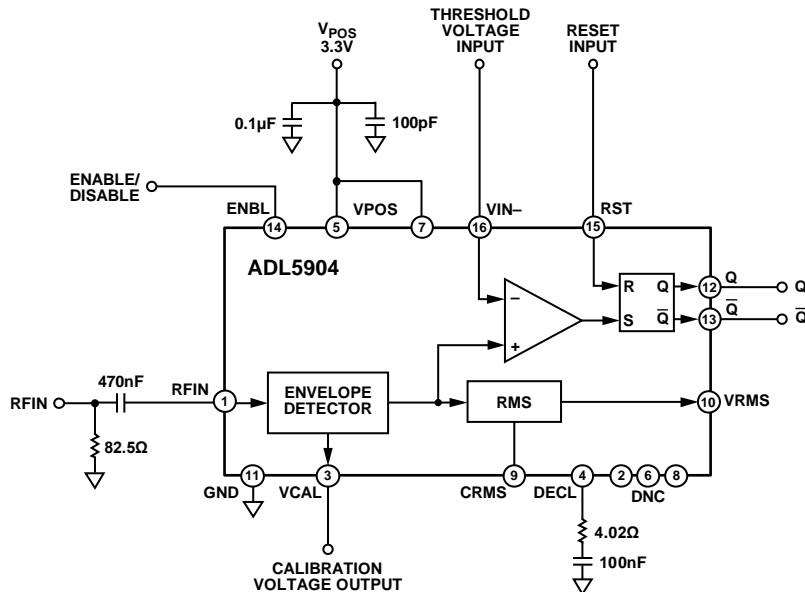 THRESHOLD
VOLTAGE
INPUT
RESET
INPUT
VPOS
3.3V
0.1µF
100pF
ENABLE/
DISABLE
ENBL
VPOS
VIN–
RST
14
5
7
16
15
ADL5904
–
+
R
Q
S
Q̅
12
Q
Q
13
Q̅
Q̅
470nF
RFIN
RFIN
1
82.5Ω
ENVELOPE
DETECTOR
RMS
10
VRMS
11
3
9
4
2
6
8
GND
VCAL
CRMS
DECL
DNC
4.02Ω
100nF
CALIBRATION
VOLTAGE OUTPUT